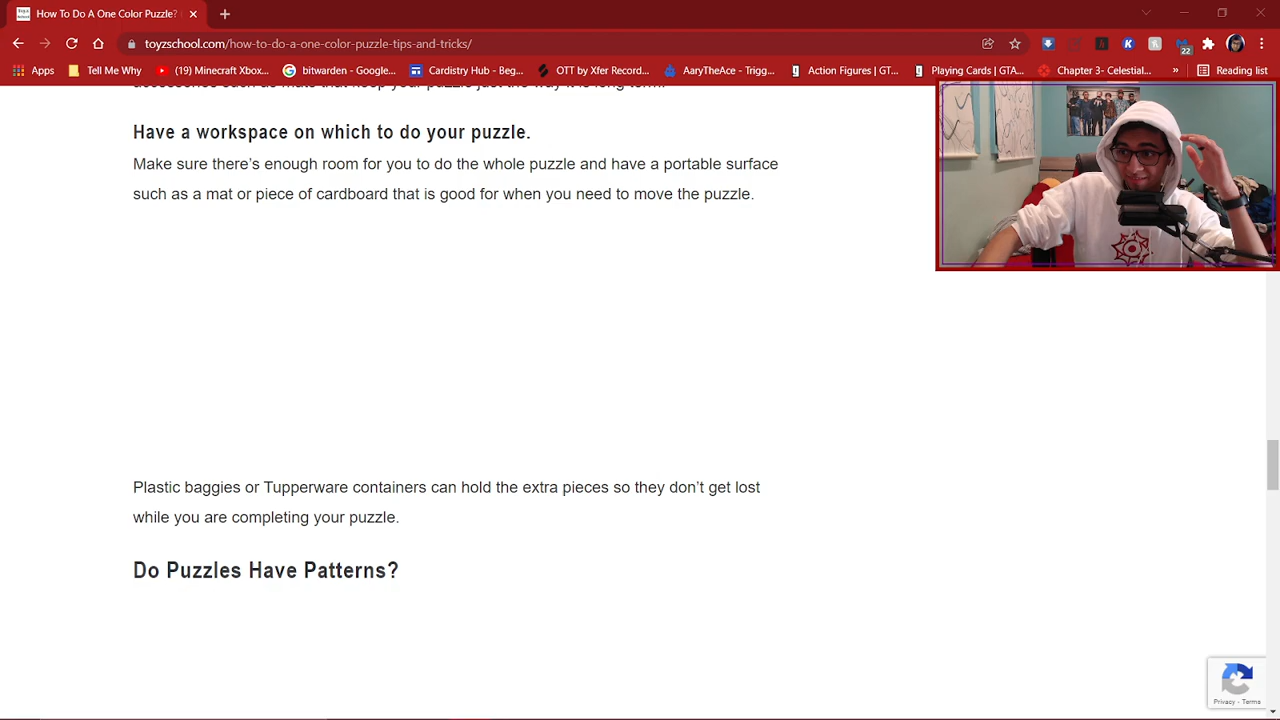 How To Do A One Color Puzzle?
toyzschool.com/how-to-do-a-one-color-puzzle-tips-and-tricks/
22
Apps
Tell Me Why
(19) Minecraft Xbox...
bitwarden - Google...
Cardistry Hub - Beg...
OTT by Xfer Record...
AaryTheAce - Trigg...
Action Figures | GT...
Playing Cards | GTA...
Chapter 3- Celestial...
»
Reading list
Have a workspace on which to do your puzzle.
Make sure there's enough room for you to do the whole puzzle and have a portable surface
such as a mat or piece of cardboard that is good for when you need to move the puzzle.
Plastic baggies or Tupperware containers can hold the extra pieces so they don't get lost
while you are completing your puzzle.
Do Puzzles Have Patterns?
Privacy - Terms